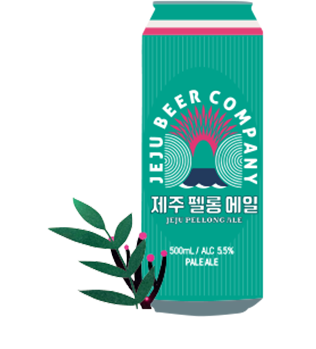 JEJU BEER COMPANY
제주 펠롱 에일
JEJU PELLONG ALE
500mL / ALC 5.5%
PALE ALE